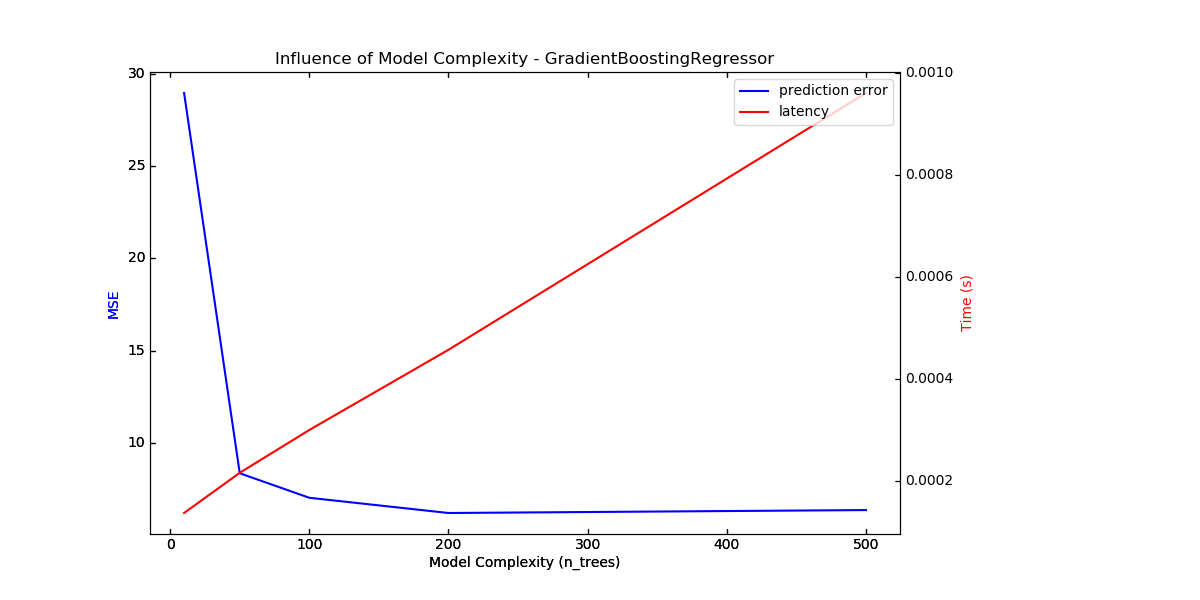 Influence of Model Complexity - GradientBoostingRegressor
30
25
20
15
10
MSE
prediction error
latency
0.0010
0.0008
0.0006
0.0004
0.0002
Time (s)
0 100 200 300 400 500
Model Complexity (n_trees)